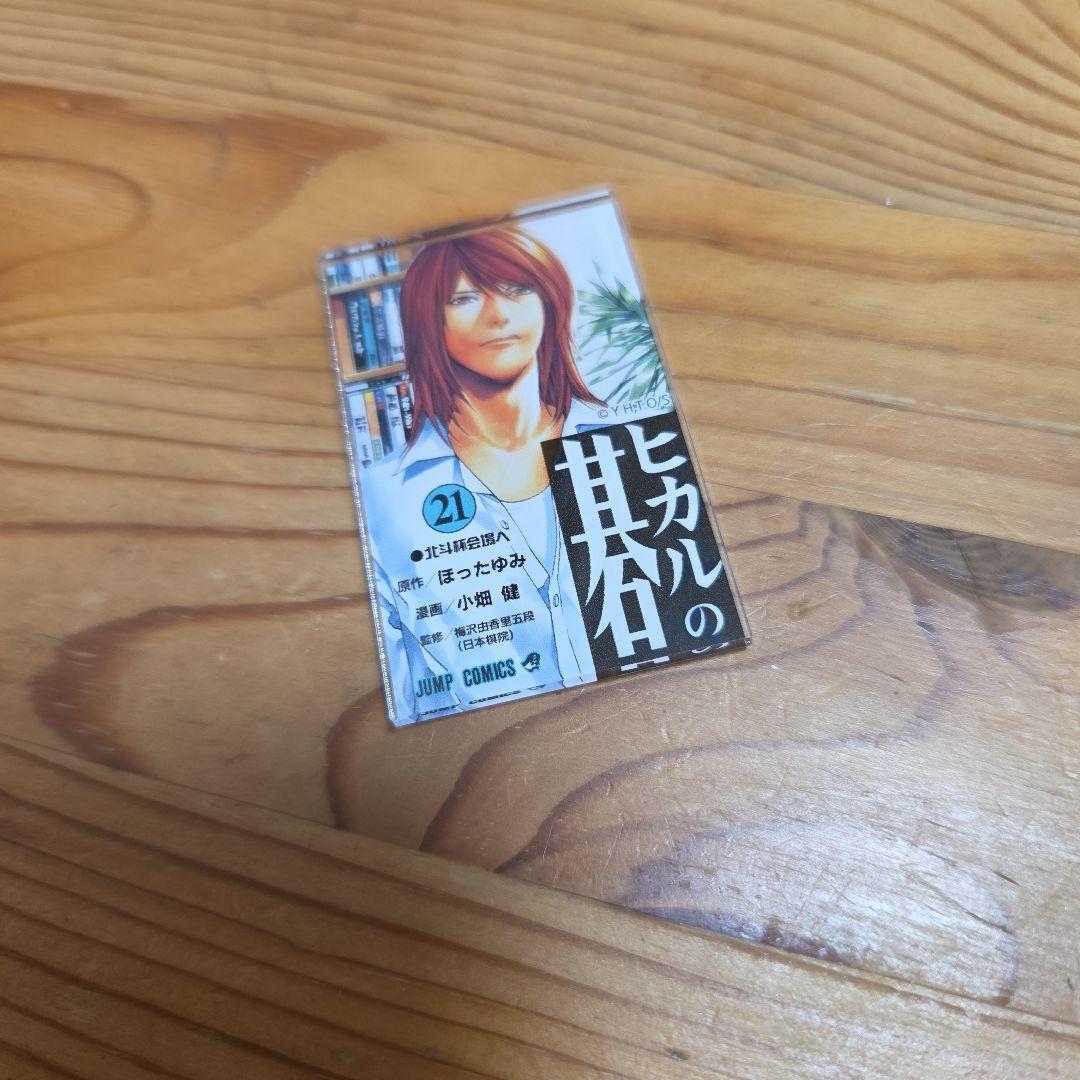 ©YH,TO/S
ヒカルの
碁
21
●北斗杯会場へ
原作／ほったゆみ
漫画／小畑 健
監修／梅沢由香里五段
(日本棋院)
JUMP COMICS